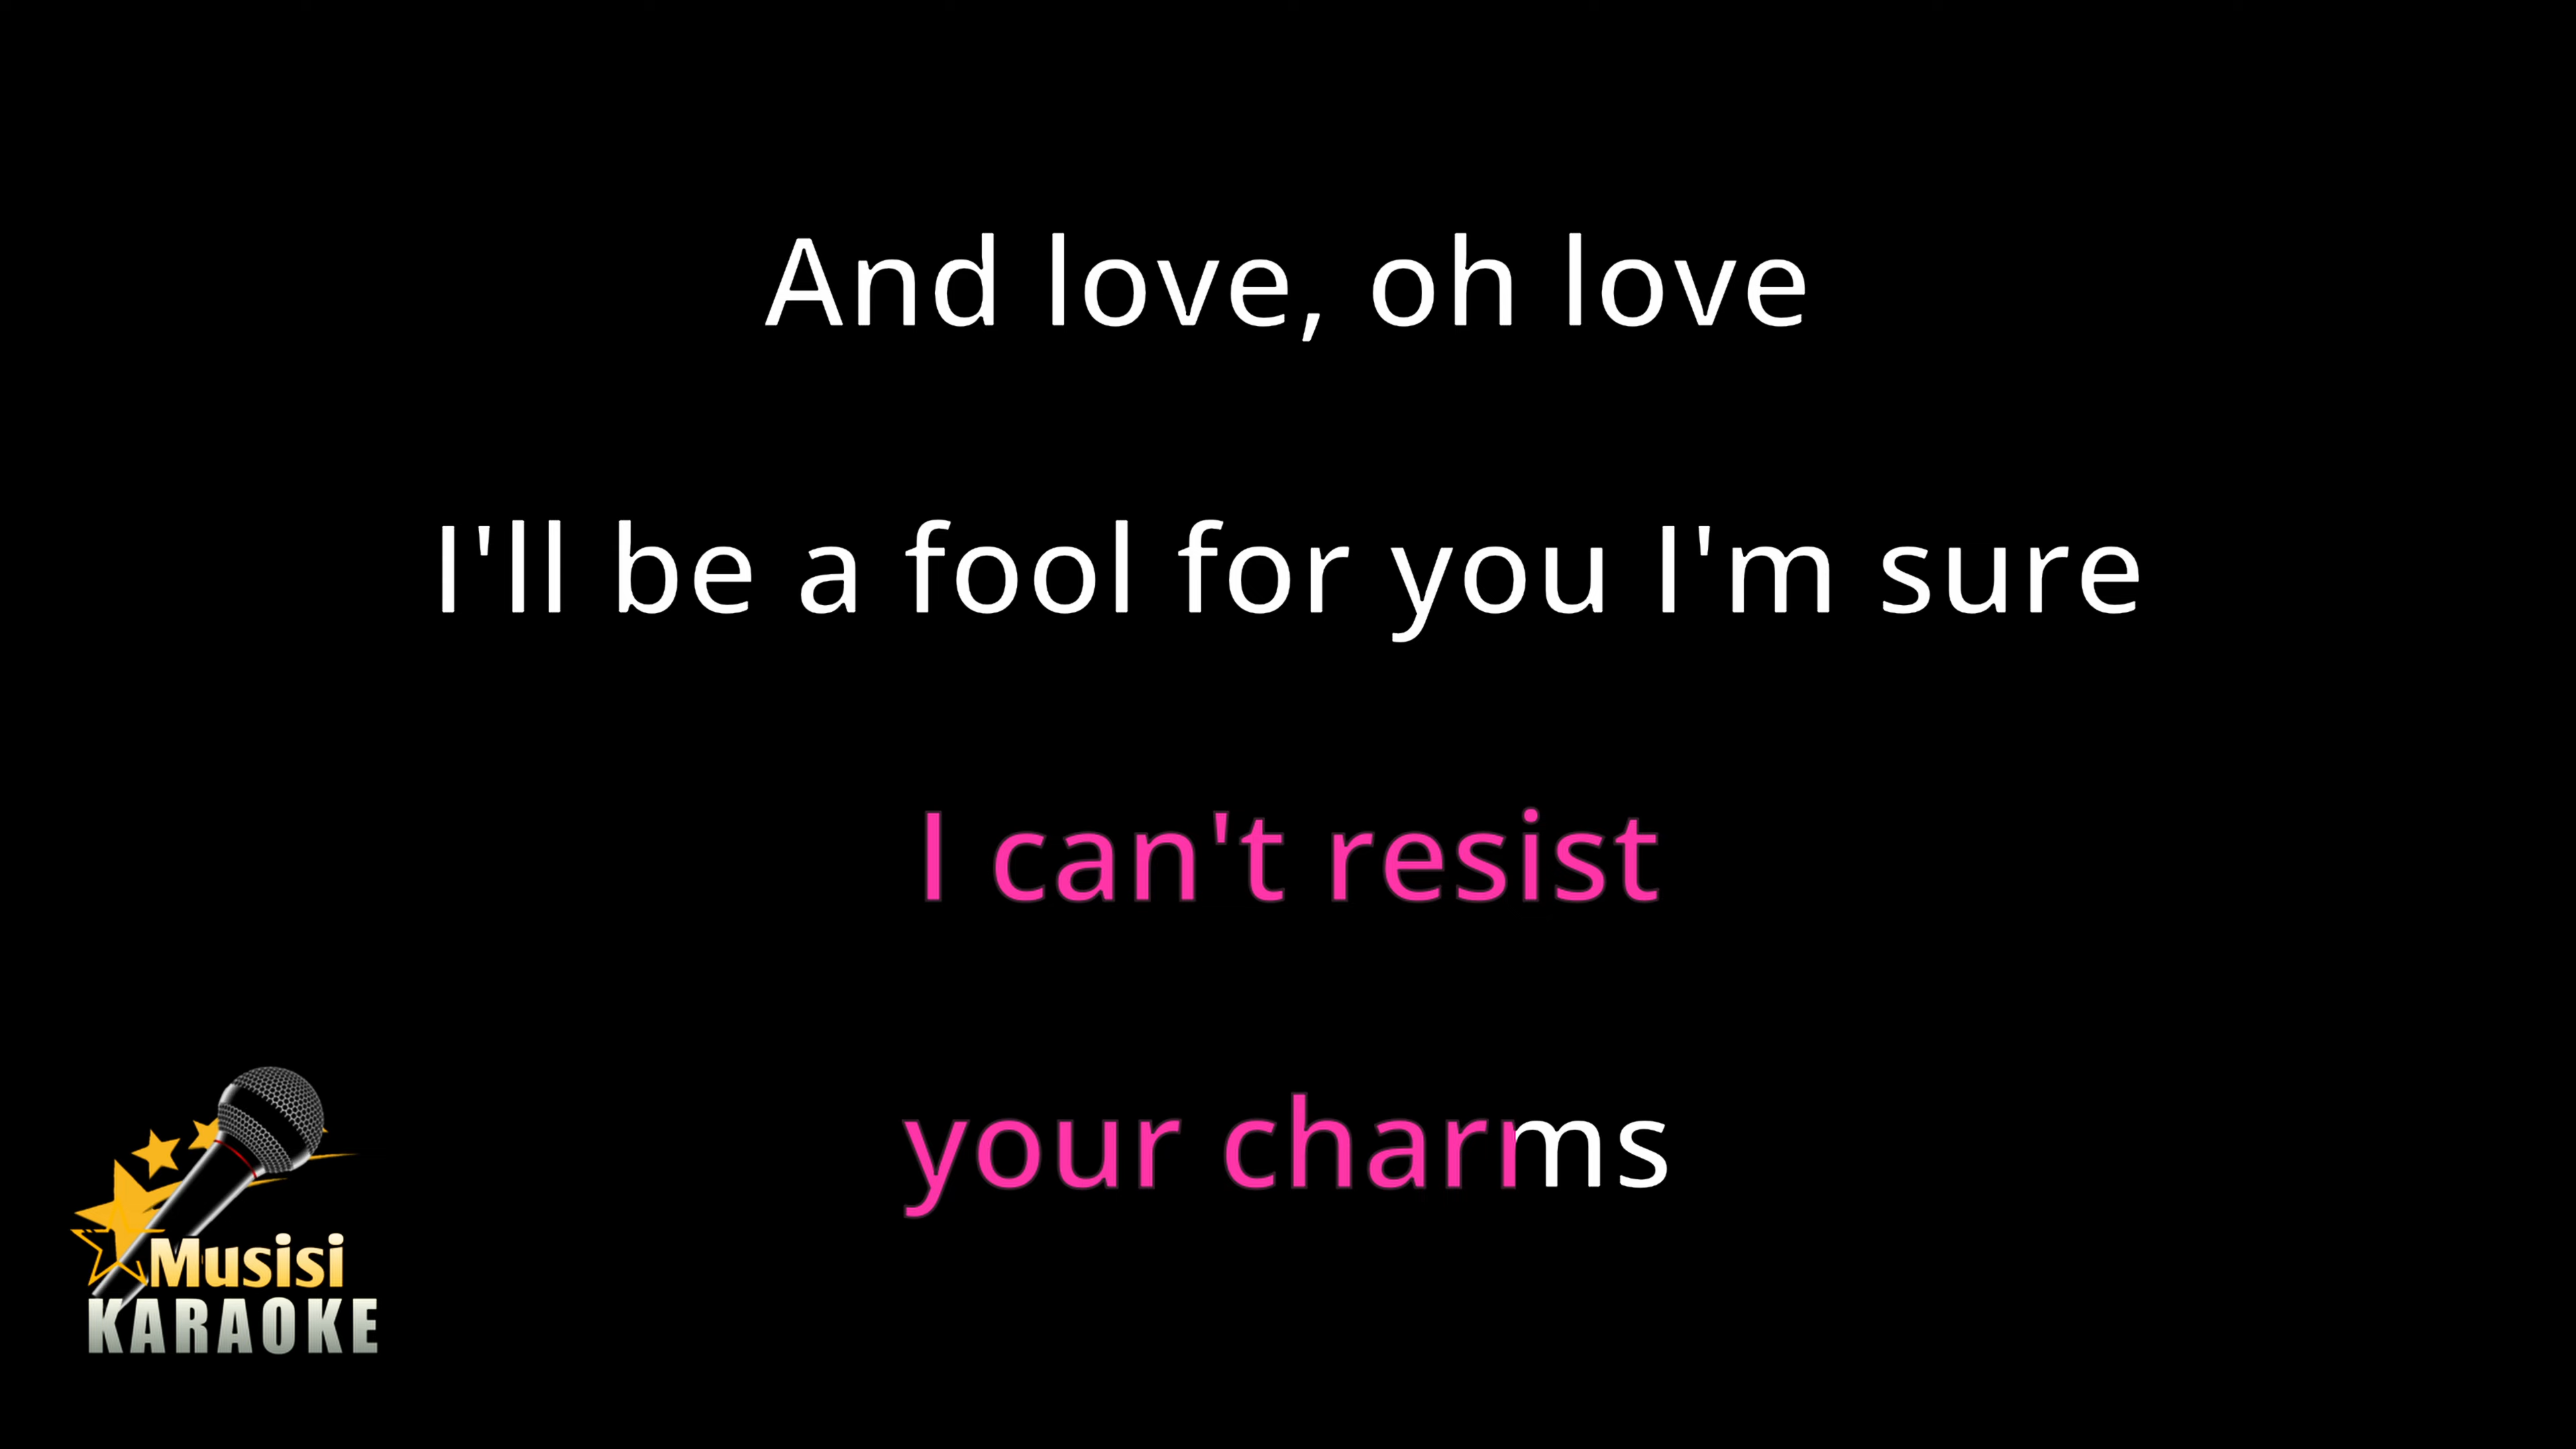 And love, oh love
I'll be a fool for you I'm sure
I can't resist
your charms
Musisi
KARAOKE